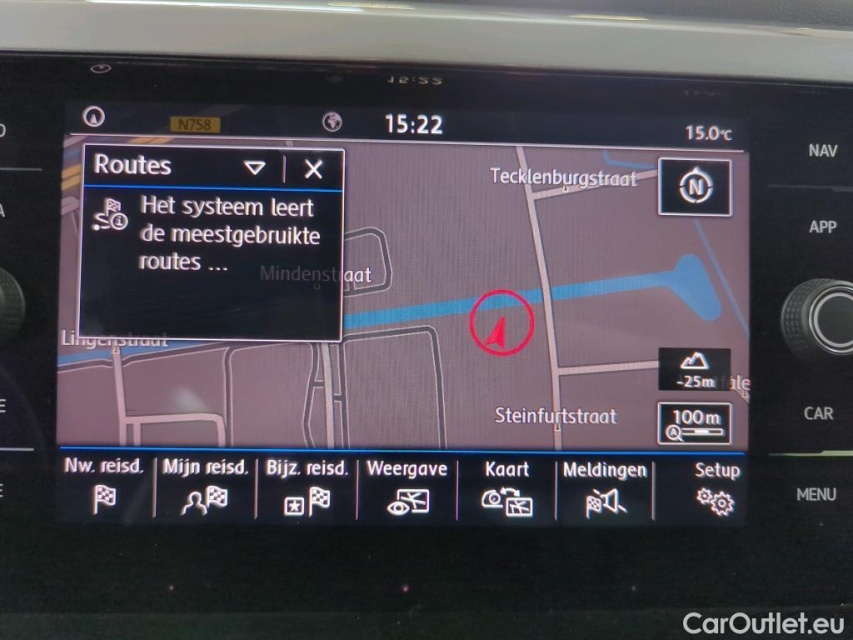 N758
15:22
15.0°C
Routes
Het systeem leert
de meestgebruikte
routes ...
Tecklenburgstraat
N
Mindenstraat
Lingenstraat
-25m
Steinfurtstraat
100m
A
Nw. reisd.
Mijn reisd.
Bijz. reisd.
Weergave
Kaart
Meldingen
Setup
NAV
APP
CAR
MENU
CarOutlet.eu